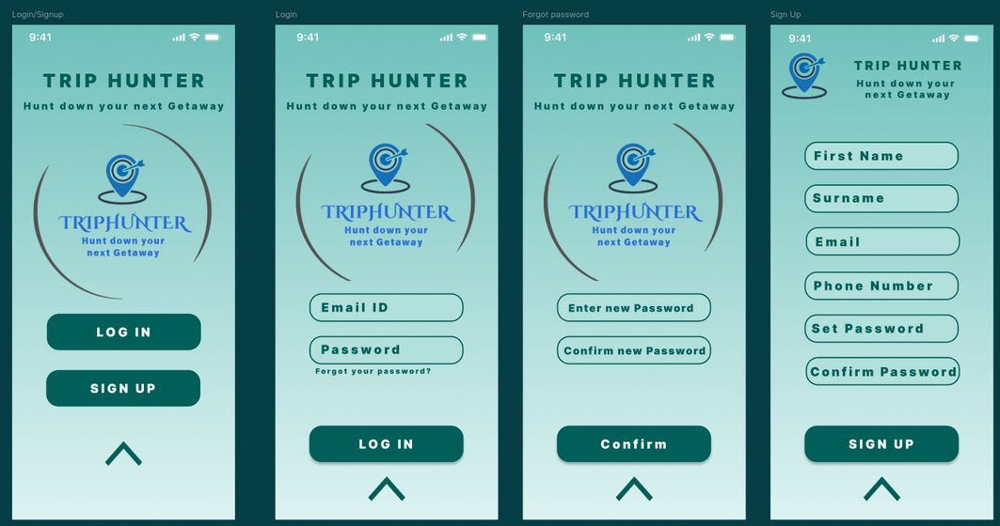 Login/Signup
9:41
TRIP HUNTER
Hunt down your next Getaway
TRIPHUNTER
Hunt down your
next Getaway
LOG IN
SIGN UP
Login
9:41
TRIP HUNTER
Hunt down your next Getaway
TRIPHUNTER
Hunt down your
next Getaway
Email ID
Password
Forgot your password?
LOG IN
Forgot password
9:41
TRIP HUNTER
Hunt down your next Getaway
TRIPHUNTER
Hunt down your
next Getaway
Enter new Password
Confirm new Password
Confirm
Sign Up
9:41
TRIP HUNTER
Hunt down your
next Getaway
First Name
Surname
Email
Phone Number
Set Password
Confirm Password
SIGN UP